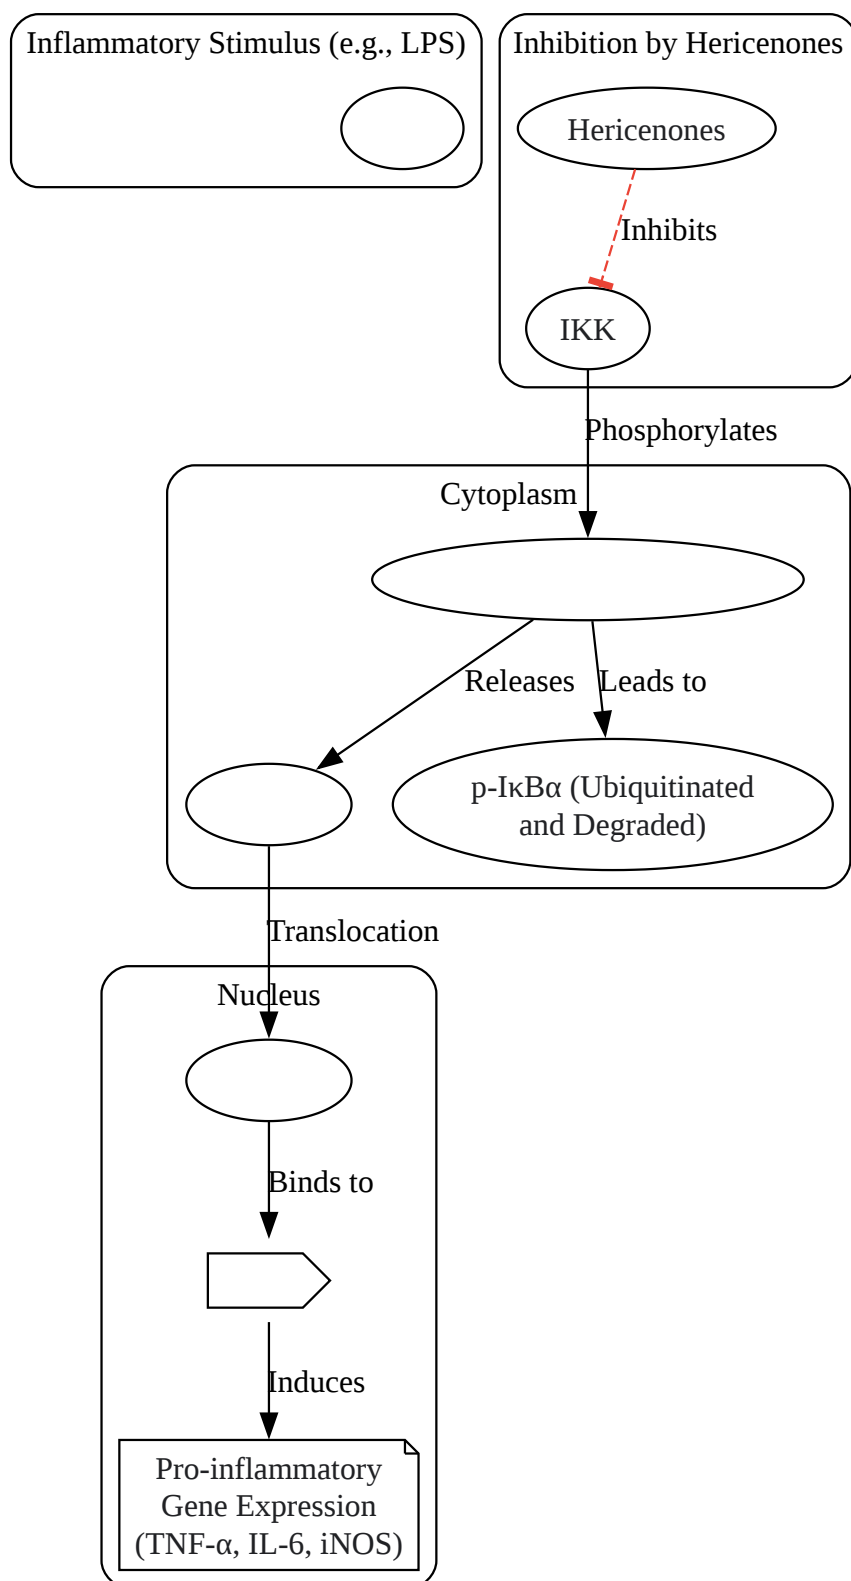 Inflammatory Stimulus (e.g., LPS)
Inhibition by Hericenones
Hericenones
Inhibits
IKK
Phosphorylates
Cytoplasm
Releases
Leads to
p-IκBα (Ubiquitinated
and Degraded)
Translocation
Nucleus
Binds to
Induces
Pro-inflammatory
Gene Expression
(TNF-α, IL-6, iNOS)